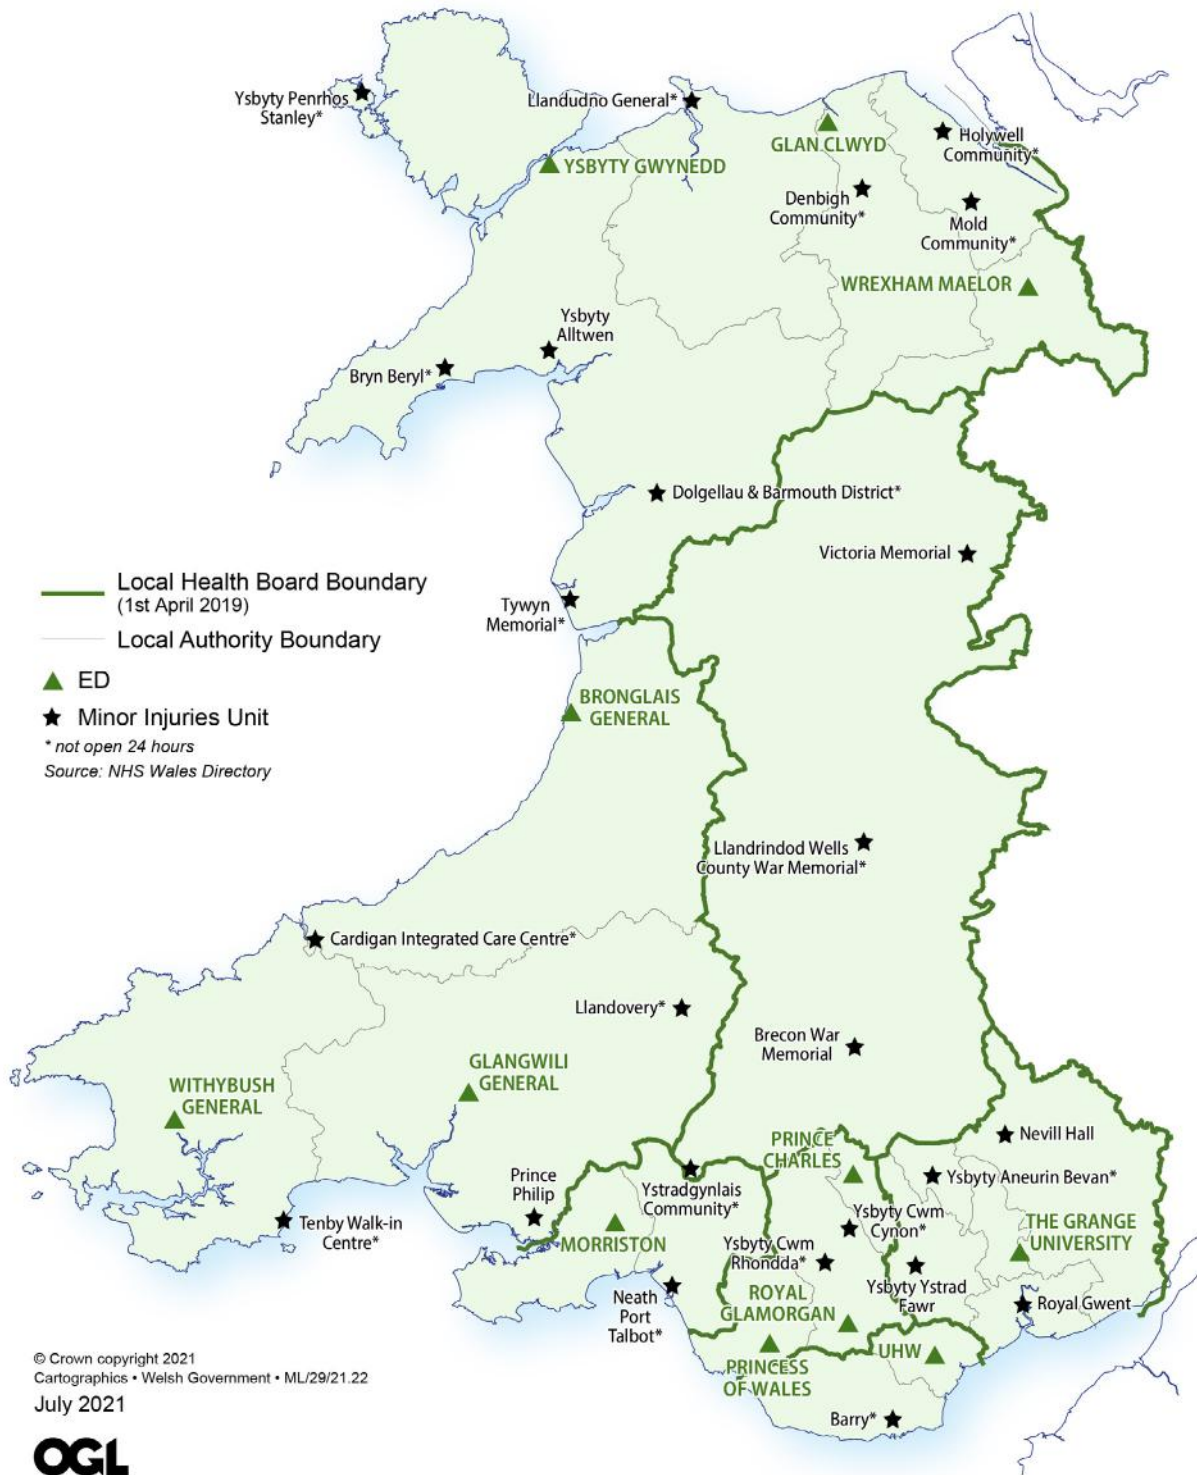 Ysbyty Penrhos
Stanley*
Llandudno General*
GLAN CLWYD
Holywell
Community*
YSBYTY GWYNEDD
Denbigh
Community*
Mold
Community*
WREXHAM MAELOR
Ysbyty
Alltwen
Bryn Beryl*
Dolgellau & Barmouth District*
Victoria Memorial
Local Health Board Boundary
(1st April 2019)
Local Authority Boundary
ED
Minor Injuries Unit
* not open 24 hours
Source: NHS Wales Directory
Tywyn
Memorial*
BRONGLAIS
GENERAL
Llandrindod Wells
County War Memorial*
Cardigan Integrated Care Centre*
Llandovery*
Brecon War
Memorial
GLANGWILI
GENERAL
WITHYBUSH
GENERAL
PRINCE
CHARLES
Nevill Hall
Ysbyty Aneurin Bevan*
Prince
Philip
Ystradgynlais
Community*
Ysbyty Cwm
Cynon*
THE GRANGE
UNIVERSITY
Tenby Walk-in
Centre*
MORRISTON
Ysbyty Cwm
Rhondda*
Ysbyty Ystrad
Fawr
Neath
Port
Talbot*
ROYAL
GLAMORGAN
Royal Gwent
UHW
PRINCESS
OF WALES
Barry*
© Crown copyright 2021
Cartographics • Welsh Government • ML/29/21.22
July 2021
OGL